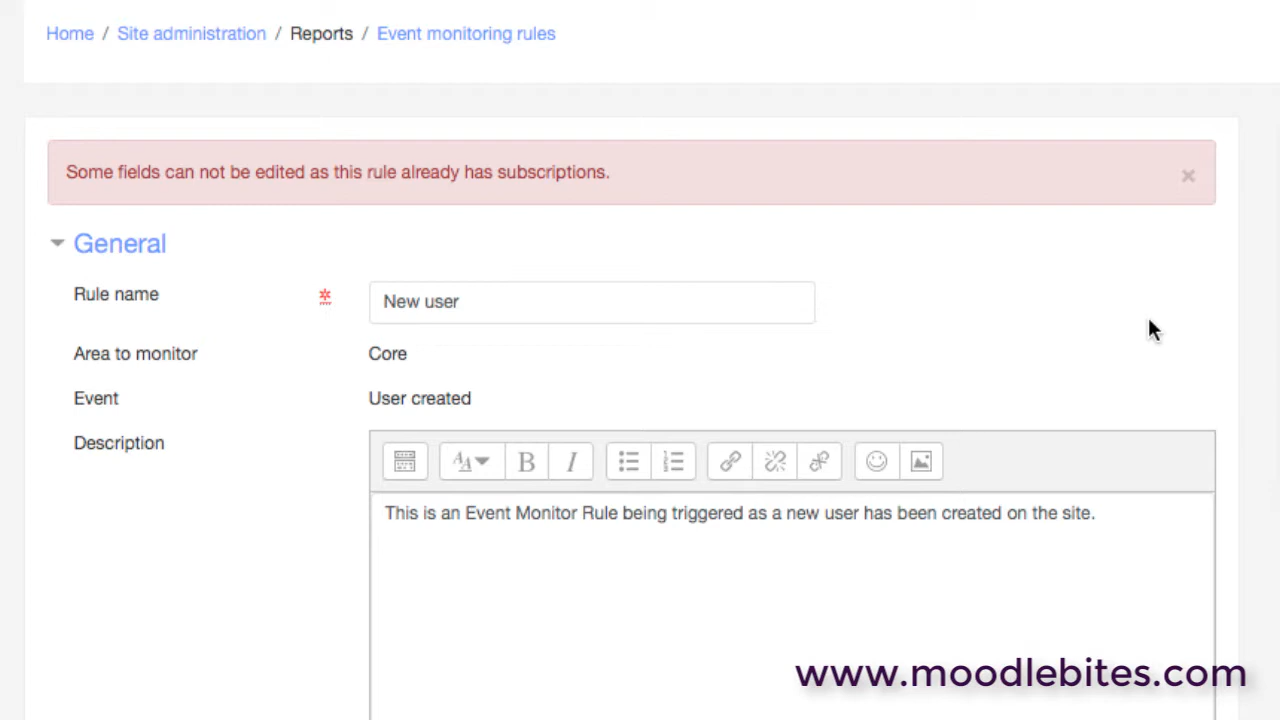 Home / Site administration / Reports / Event monitoring rules
Some fields can not be edited as this rule already has subscriptions. ×
General
Rule name
New user
Area to monitor
Core
Event
User created
Description
This is an Event Monitor Rule being triggered as a new user has been created on the site.
www.moodlebites.com